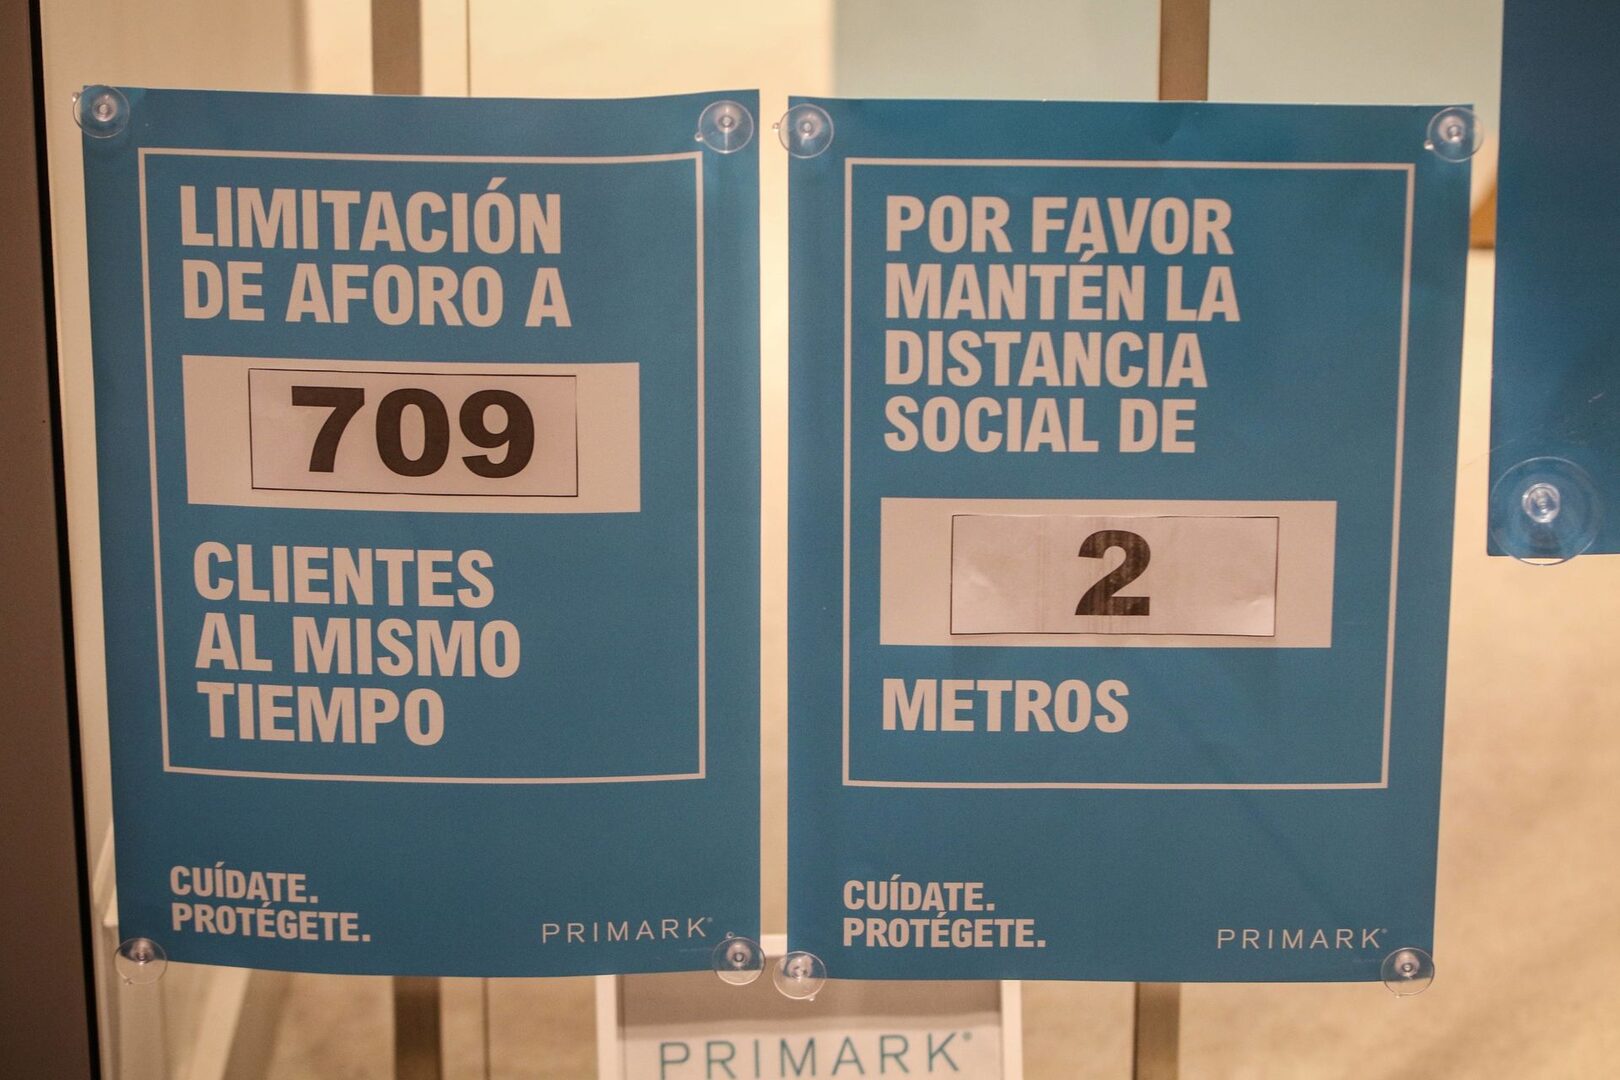 LIMITACIÓN
DE AFORO A
709
CLIENTES
AL MISMO
TIEMPO
CUÍDATE.
PROTÉGETE.
PRIMARK®
POR FAVOR
MANTÉN LA
DISTANCIA
SOCIAL DE
2
METROS
CUÍDATE.
PROTÉGETE.
PRIMARK®
PRIMARK®